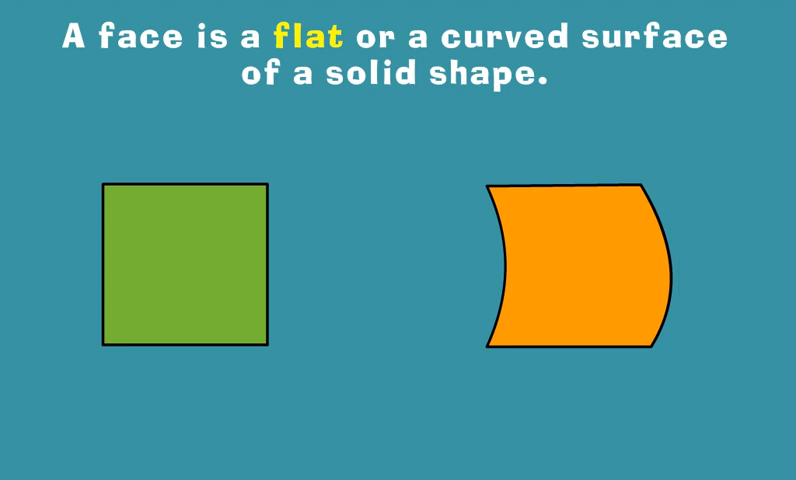 A face is a flat or a curved surface
of a solid shape.